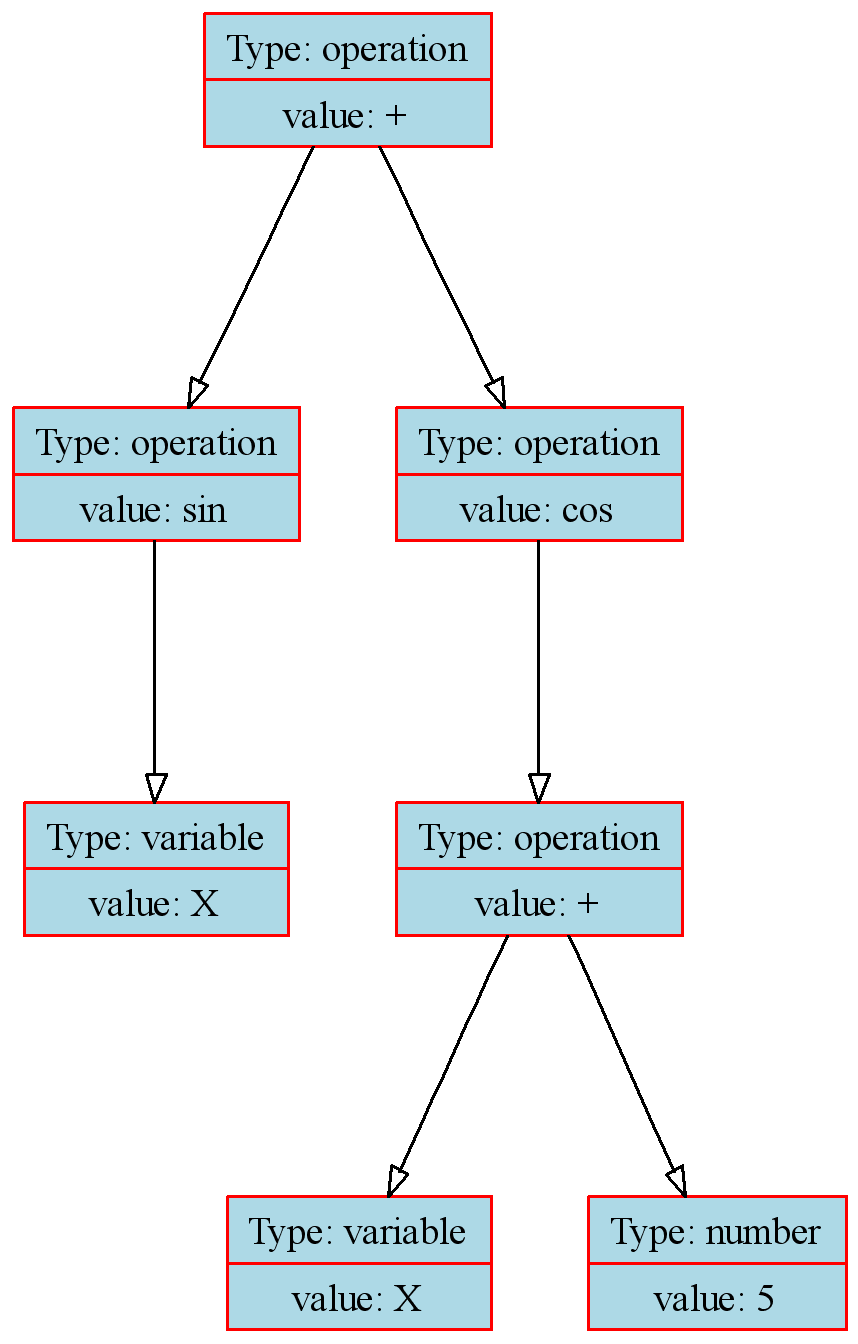 Type: operation
value: +
Type: operation
value: sin
Type: operation
value: cos
Type: variable
value: X
Type: operation
value: +
Type: variable
value: X
Type: number
value: 5